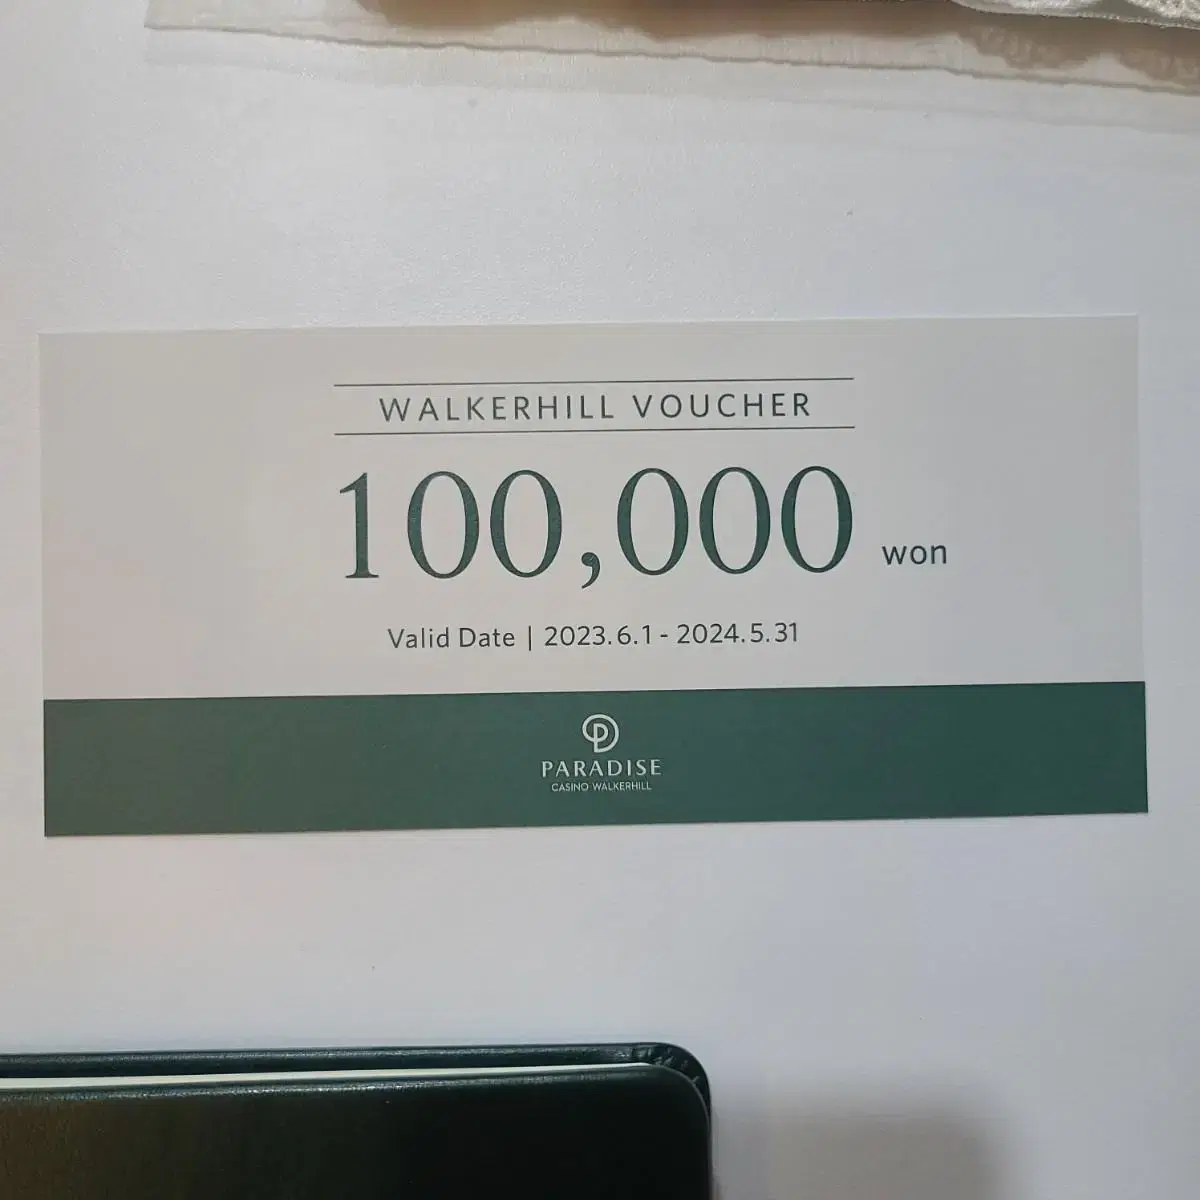 WALKERHILL VOUCHER
100,000 won
Valid Date | 2023.6.1 - 2024.5.31
PARADISE
CASINO WALKERHILL